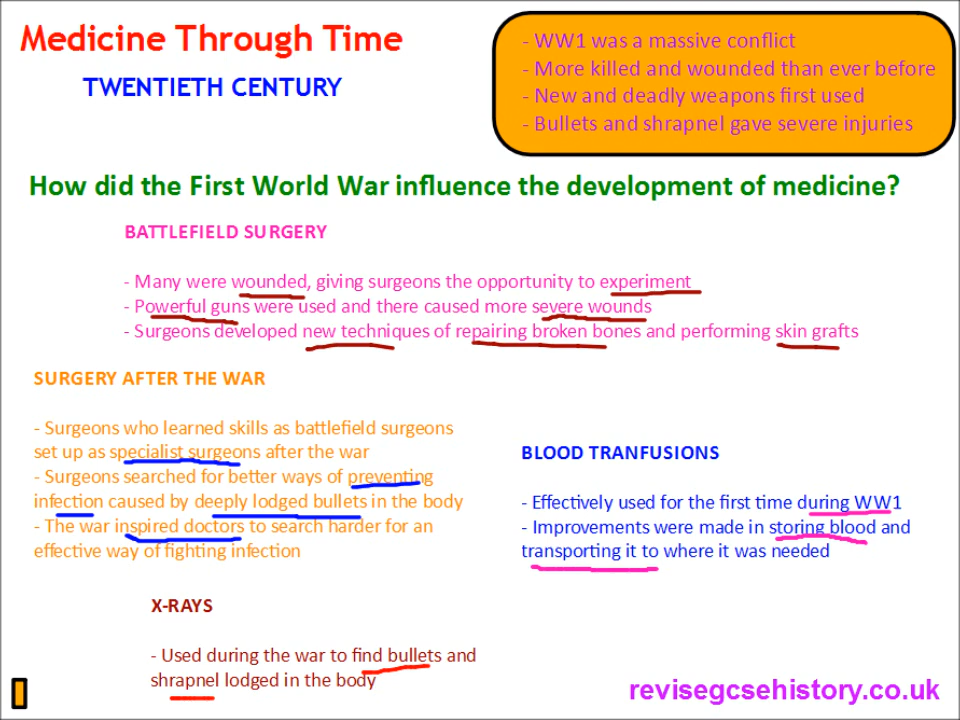 Medicine Through Time
TWENTIETH CENTURY
- WW1 was a massive conflict
- More killed and wounded than ever before
- New and deadly weapons first used
- Bullets and shrapnel gave severe injuries
How did the First World War influence the development of medicine?
BATTLEFIELD SURGERY
- Many were wounded, giving surgeons the opportunity to experiment
- Powerful guns were used and there caused more severe wounds
- Surgeons developed new techniques of repairing broken bones and performing skin grafts
SURGERY AFTER THE WAR
- Surgeons who learned skills as battlefield surgeons
set up as specialist surgeons after the war
- Surgeons searched for better ways of preventing
infection caused by deeply lodged bullets in the body
- The war inspired doctors to search harder for an
effective way of fighting infection
BLOOD TRANFUSIONS
- Effectively used for the first time during WW1
- Improvements were made in storing blood and
transporting it to where it was needed
X-RAYS
- Used during the war to find bullets and
shrapnel lodged in the body
revisegcsehistory.co.uk